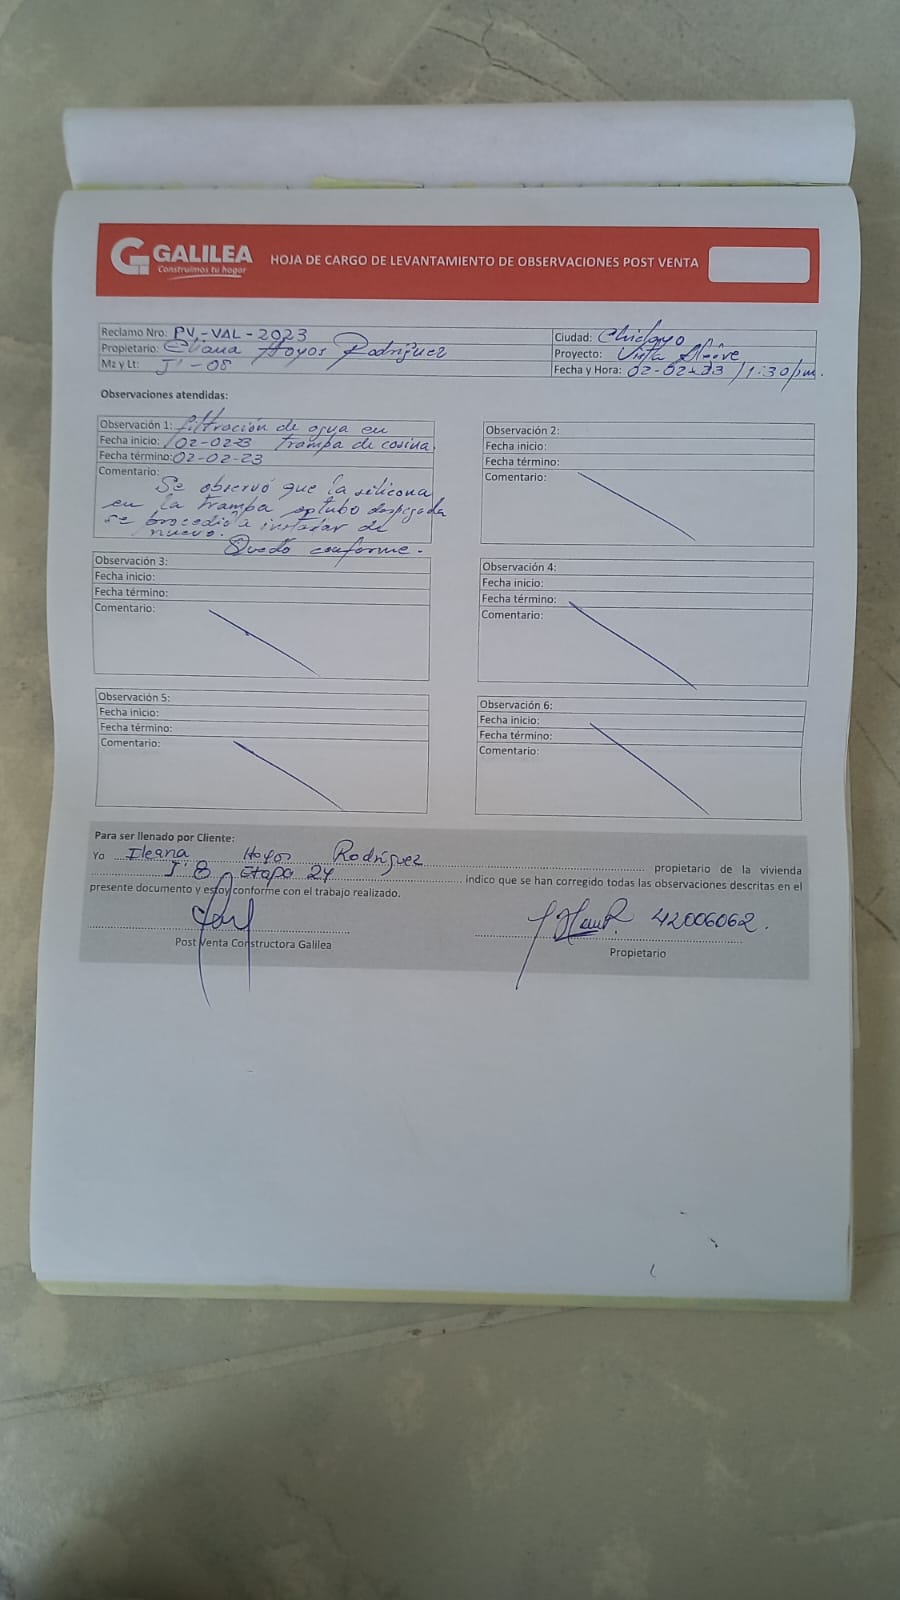 GALILEA
Construimos tu hogar
HOJA DE CARGO DE LEVANTAMIENTO DE OBSERVACIONES POST VENTA
Reclamo Nro: PV-VAL-2023
Ciudad: Chiclayo
Propietario: Eliana Hoyos Rodríguez
Proyecto: Vista Alegre
Mz y Lt: J'-08
Fecha y Hora: 02-02-23 / 1:30 pm.
Observaciones atendidas:
Observación 1: filtración de agua en
Fecha inicio: 02-0223 trampa de cosina
Fecha término: 02-02-23
Comentario:
Se observó que la silicona
en la trampa tubo despegada
se procedió a instalar de
nuevo.
Quedó conforme.
Observación 2:
Fecha inicio:
Fecha término:
Comentario:
Observación 3:
Fecha inicio:
Fecha término:
Comentario:
Observación 4:
Fecha inicio:
Fecha término:
Comentario:
Observación 5:
Fecha inicio:
Fecha término:
Comentario:
Observación 6:
Fecha inicio:
Fecha término:
Comentario:
Para ser llenado por Cliente:
Yo Ileana Hoyos Rodríguez propietario de la vivienda
J' 8 Etapa 24 indico que se han corregido todas las observaciones descritas en el
presente documento y estoy conforme con el trabajo realizado.
42006062.
Post Venta Constructora Galilea
Propietario